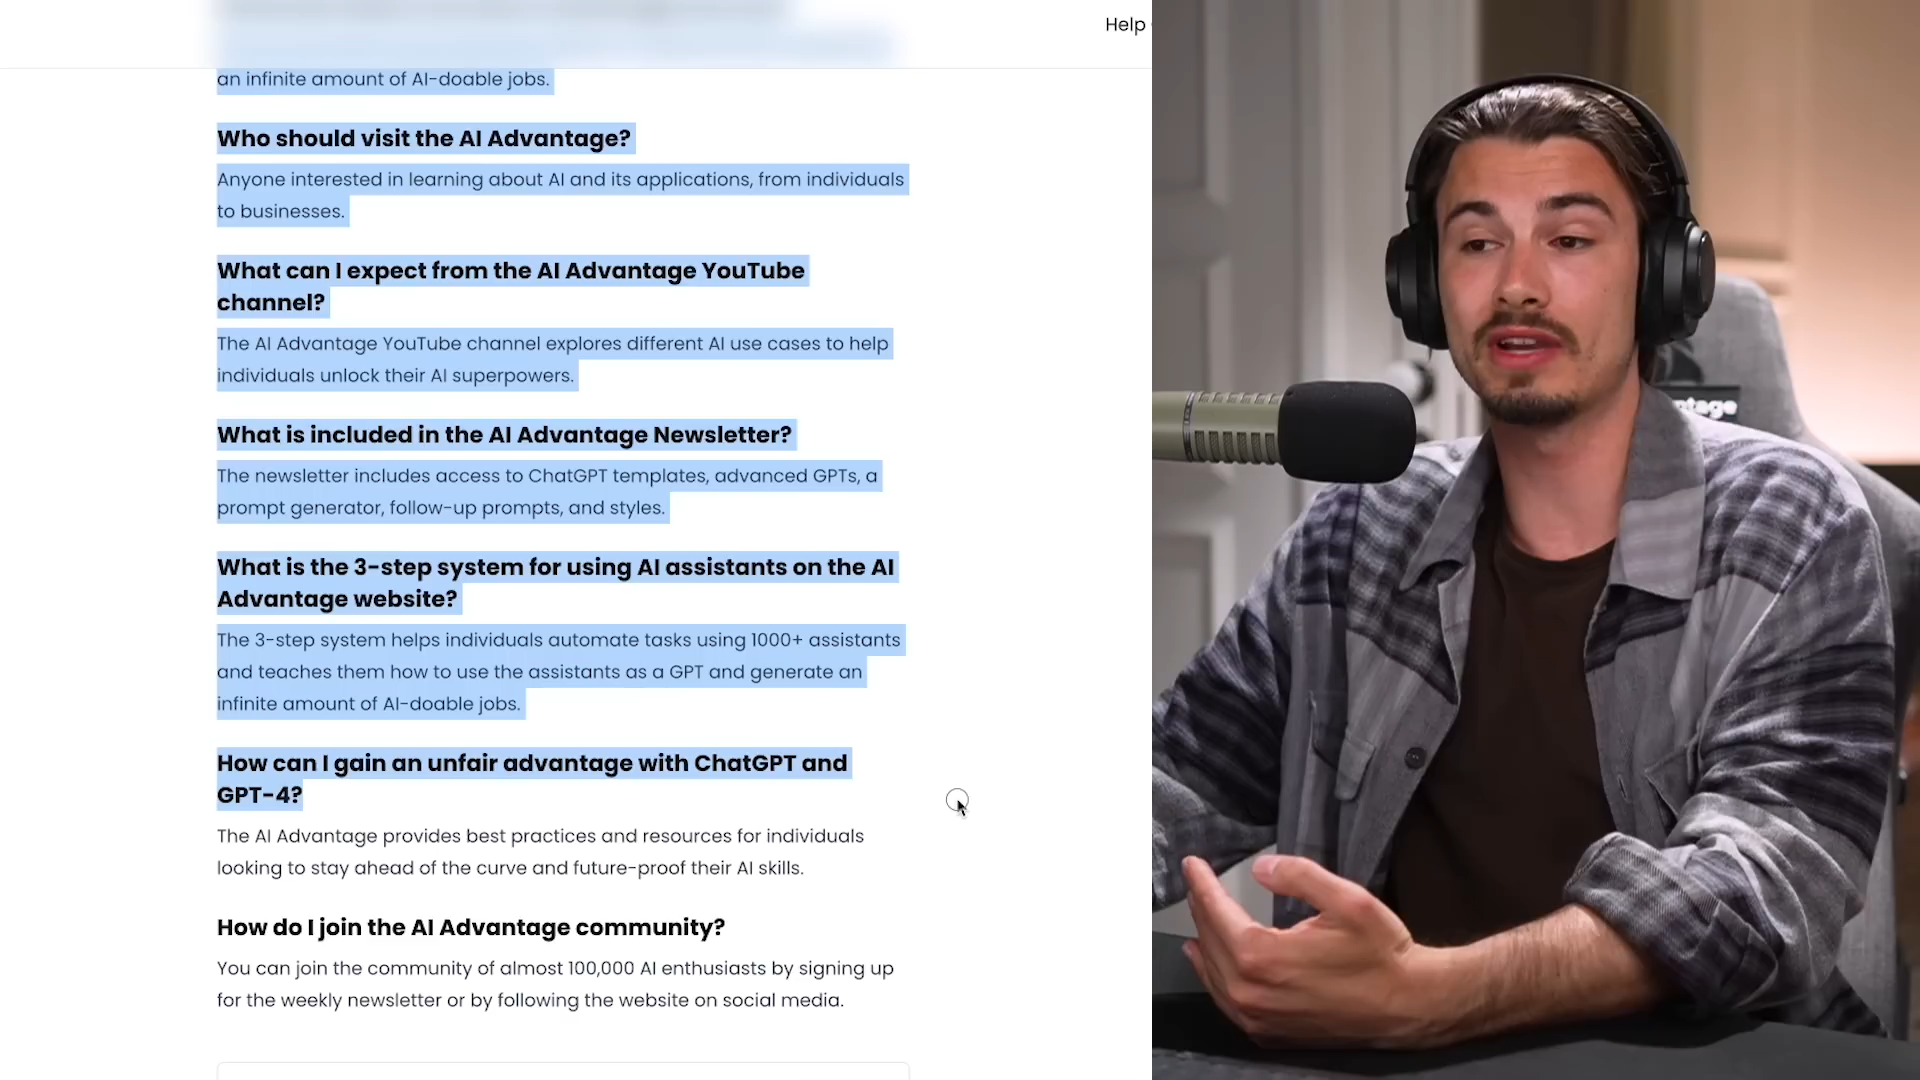 Help
an infinite amount of AI-doable jobs.
Who should visit the AI Advantage?
Anyone interested in learning about AI and its applications, from individuals
to businesses.
What can I expect from the AI Advantage YouTube
channel?
The AI Advantage YouTube channel explores different AI use cases to help
individuals unlock their AI superpowers.
What is included in the AI Advantage Newsletter?
The newsletter includes access to ChatGPT templates, advanced GPTs, a
prompt generator, follow-up prompts, and styles.
What is the 3-step system for using AI assistants on the AI
Advantage website?
The 3-step system helps individuals automate tasks using 1000+ assistants
and teaches them how to use the assistants as a GPT and generate an
infinite amount of AI-doable jobs.
How can I gain an unfair advantage with ChatGPT and
GPT-4?
The AI Advantage provides best practices and resources for individuals
looking to stay ahead of the curve and future-proof their AI skills.
How do I join the AI Advantage community?
You can join the community of almost 100,000 AI enthusiasts by signing up
for the weekly newsletter or by following the website on social media.